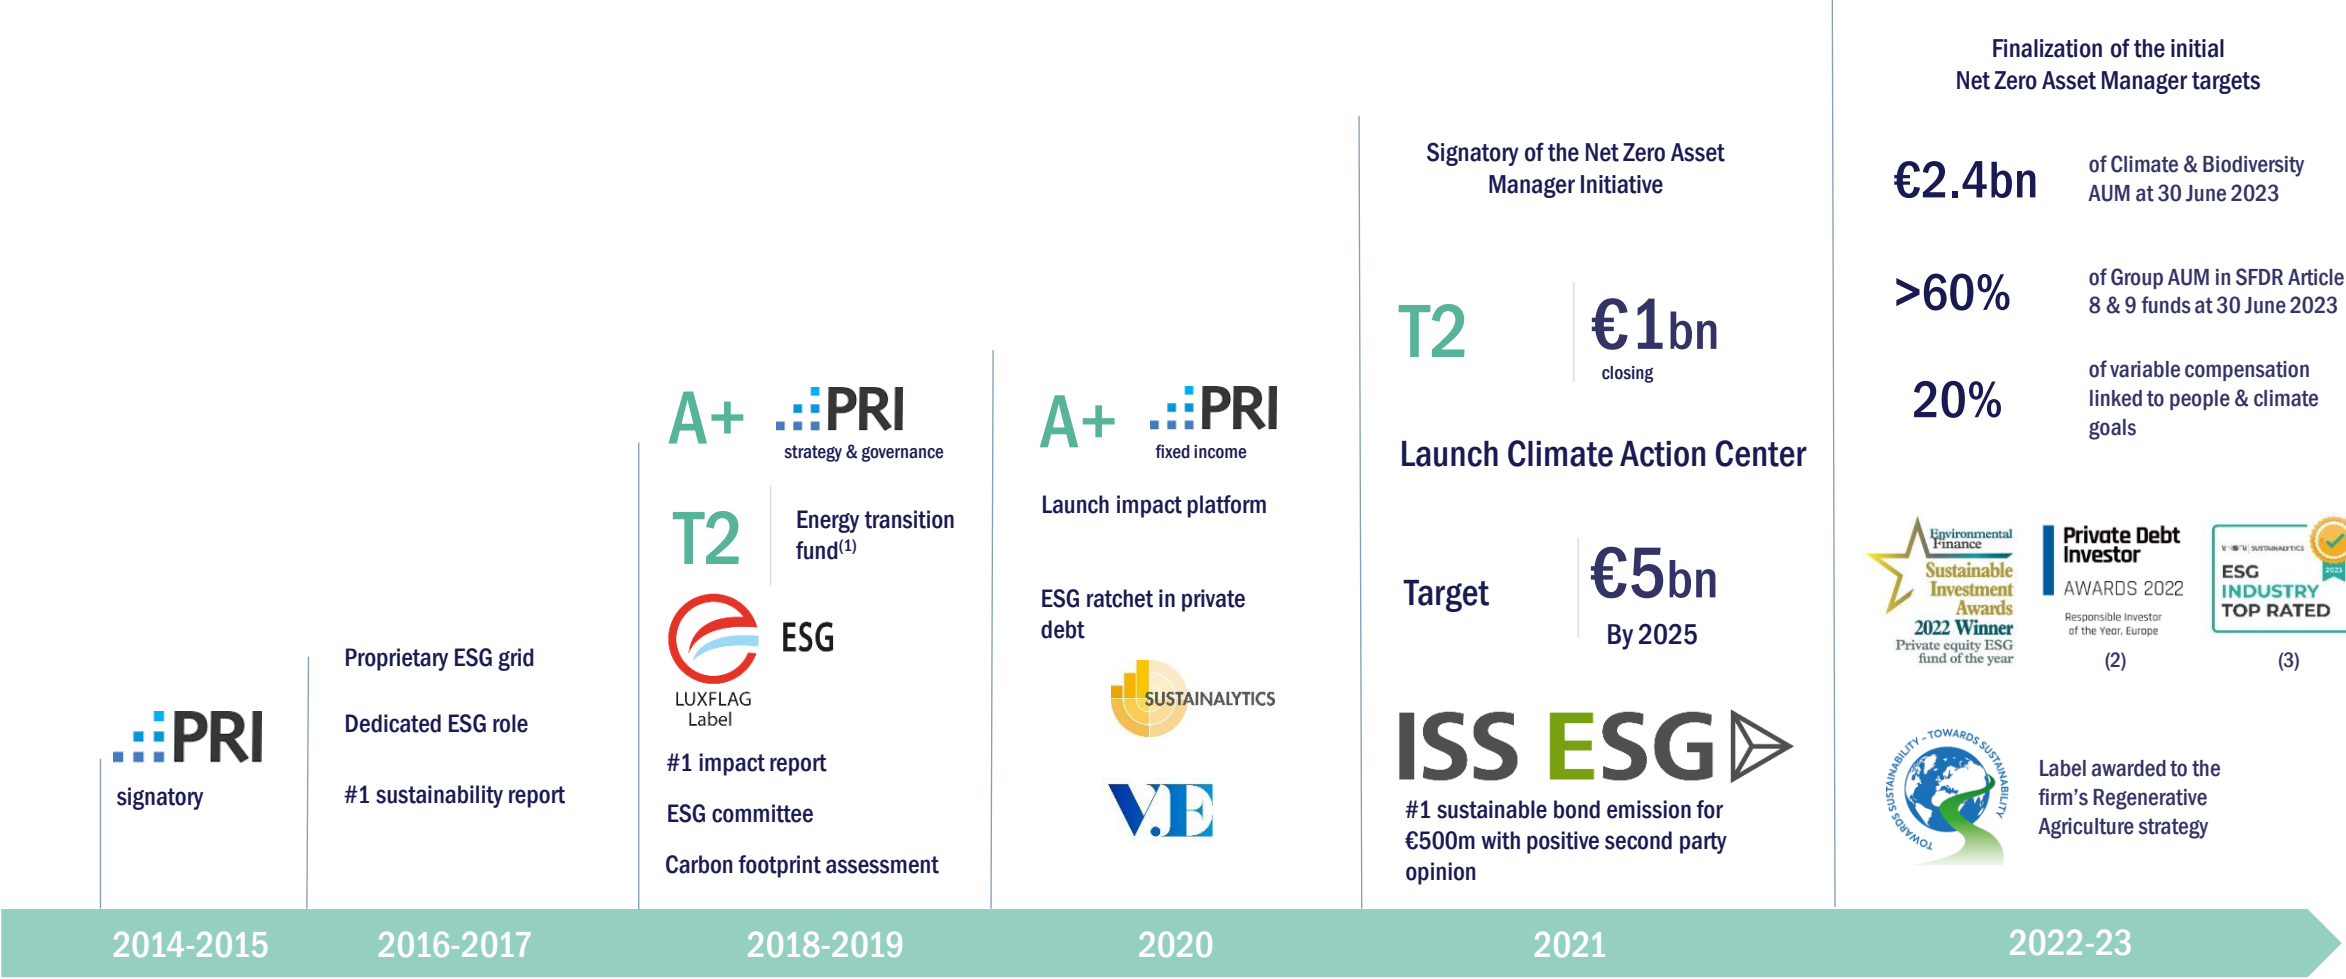 PRI
signatory
2014-2015
Proprietary ESG grid
Dedicated ESG role
#1 sustainability report
2016-2017
A+ PRI
strategy & governance
T2
Energy transition
fund(1)
ESG
LUXFLAG
Label
#1 impact report
ESG committee
Carbon footprint assessment
2018-2019
A+ PRI
fixed income
Launch impact platform
ESG ratchet in private
debt
SUSTAINALYTICS
V.E
2020
Signatory of the Net Zero Asset
Manager Initiative
T2 €1bn
closing
Launch Climate Action Center
Target €5bn
By 2025
ISS ESG
#1 sustainable bond emission for
€500m with positive second party
opinion
2021
Finalization of the initial
Net Zero Asset Manager targets
€2.4bn
of Climate & Biodiversity
AUM at 30 June 2023
>60%
of Group AUM in SFDR Article
8 & 9 funds at 30 June 2023
20%
of variable compensation
linked to people & climate
goals
Environmental
Finance
Sustainable
Investment
Awards
2022 Winner
Private equity ESG
fund of the year
Private Debt
Investor
AWARDS 2022
Responsible Investor
of the Year, Europe
(2)
SUSTAINALYTICS
2023
ESG
INDUSTRY
TOP RATED
(3)
TOWARDS SUSTAINABILITY - TOWARDS SUSTAINABILITY
Label awarded to the
firm's Regenerative
Agriculture strategy
2022-23